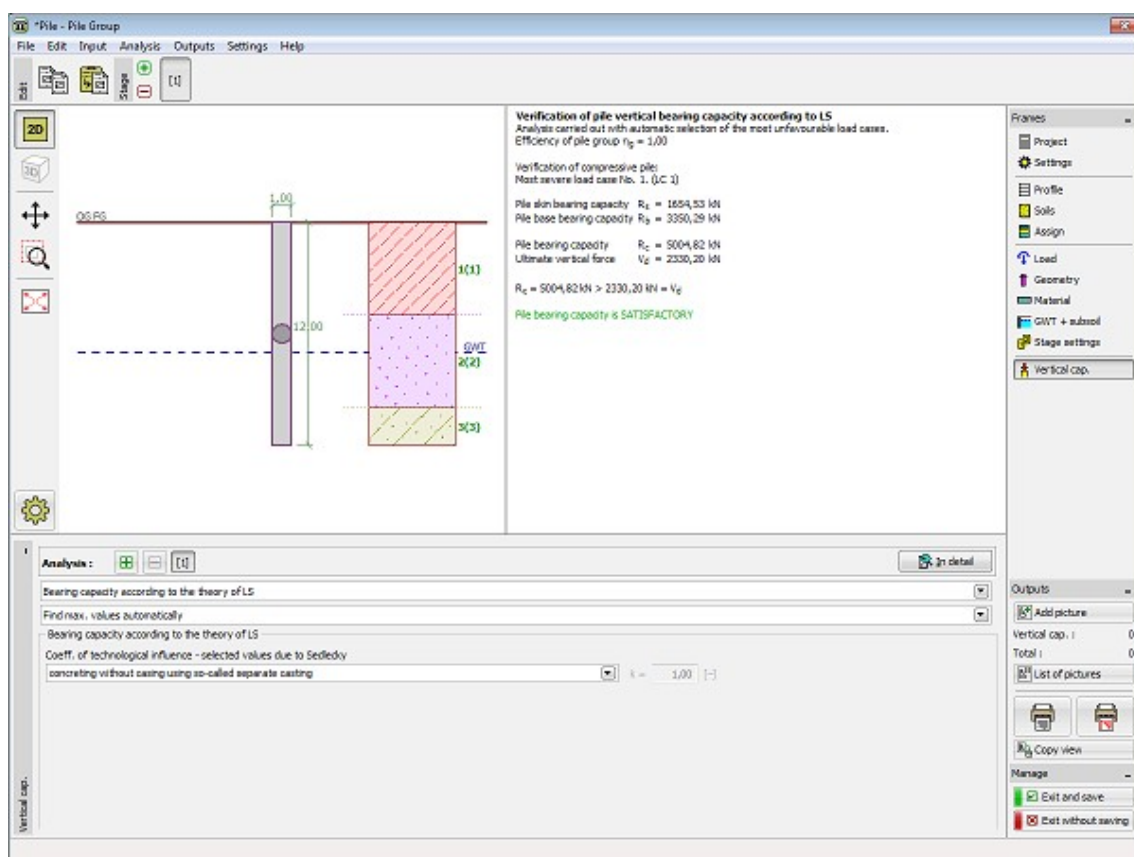 *Pile - Pile Group
File Edit Input Analysis Outputs Settings Help
Edit
Stage
[1]
2D
3D
OG FG
1,00
12,00
GWT
1(1)
2(2)
3(3)
Verification of pile vertical bearing capacity according to LS
Analysis carried out with automatic selection of the most unfavourable load cases.
Efficiency of pile group ηg = 1,00
Verification of compressive pile:
Most severe load case No. 1. (LC 1)
Pile skin bearing capacity Rs = 1654,53 kN
Pile base bearing capacity Rb = 3350,29 kN
Pile bearing capacity Rc = 5004,82 kN
Ultimate vertical force Vd = 2330,20 kN
Rc = 5004,82 kN > 2330,20 kN = Vd
Pile bearing capacity is SATISFACTORY
Frames
Project
Settings
Profile
Soils
Assign
Load
Geometry
Material
GWT + subsoil
Stage settings
Vertical cap.
Analysis :
[1]
In detail
Bearing capacity according to the theory of LS
Find max. values automatically
Bearing capacity according to the theory of LS
Coeff. of technological influence - selected values due to Sedlecky
concreting without casing using so-called separate casting
k = 1,00 [-]
Vertical cap.
Outputs
Add picture
Vertical cap. : 0
Total : 0
List of pictures
Copy view
Manage
Exit and save
Exit without saving